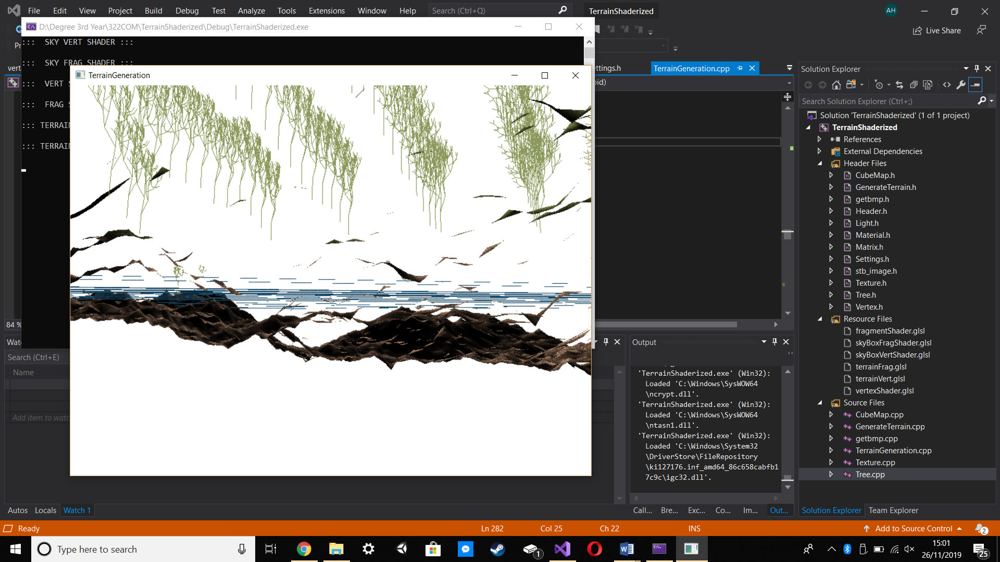 File Edit View Project Build Debug Test Analyze Tools Extensions Window Help Search (Ctrl+Q) TerrainShaderized AH
D:\Degree 3rd Year\322COM\TerrainShaderized\Debug\TerrainShaderized.exe
Live Share
::: SKY VERT SHADER :::
::: SKY FRAG SHADER :::
::: VERT S
::: FRAG S
::: TERRAIN
::: TERRAIN
Pr
vert
TerrainGeneration
ettings.h TerrainGeneration.cpp
oid)
84 %
Wat
Search (Ctrl+E)
Name
Add item to watc
Autos Locals Watch 1
Output
'TerrainShaderized.exe' (Win32):
Loaded 'C:\Windows\SysWOW64
\ncrypt.dll'.
'TerrainShaderized.exe' (Win32):
Loaded 'C:\Windows\SysWOW64
\ntasn1.dll'.
'TerrainShaderized.exe' (Win32):
Loaded 'C:\Windows\System32
\DriverStore\FileRepository
\ki127176.inf_amd64_86c658cabfb1
7c9c\igc32.dll'.
Call... Bre... Exc... Co... Im... Out...
Solution Explorer
Search Solution Explorer (Ctrl+;)
Solution 'TerrainShaderized' (1 of 1 project)
TerrainShaderized
References
External Dependencies
Header Files
CubeMap.h
GenerateTerrain.h
getbmp.h
Header.h
Light.h
Material.h
Matrix.h
Settings.h
stb_image.h
Texture.h
Tree.h
Vertex.h
Resource Files
fragmentShader.glsl
skyBoxFragShader.glsl
skyBoxVertShader.glsl
terrainFrag.glsl
terrainVert.glsl
vertexShader.glsl
Source Files
CubeMap.cpp
GenerateTerrain.cpp
getbmp.cpp
TerrainGeneration.cpp
Texture.cpp
Tree.cpp
Solution Explorer Team Explorer
Ready Ln 282 Col 25 Ch 22 INS Add to Source Control 2
Type here to search 1 15:01
26/11/2019 25